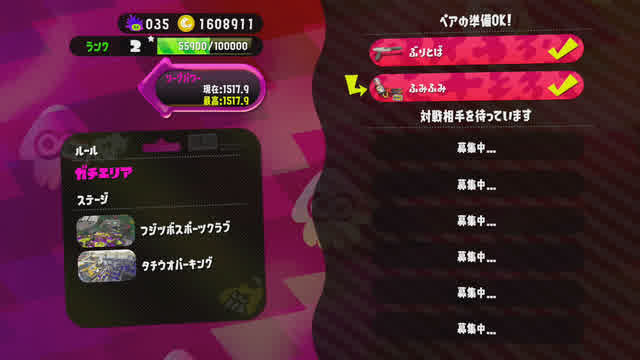 035 1608911
ランク 2 55900/100000
リーグパワー
現在:1517.9
最高:1517.9
ルール
ガチエリア
ステージ
フジツボスポーツクラブ
タチウオパーキング
ペアの準備OK!
ぷりとば
ふみふみ
対戦相手を待っています
募集中...
募集中...
募集中...
募集中...
募集中...
募集中...